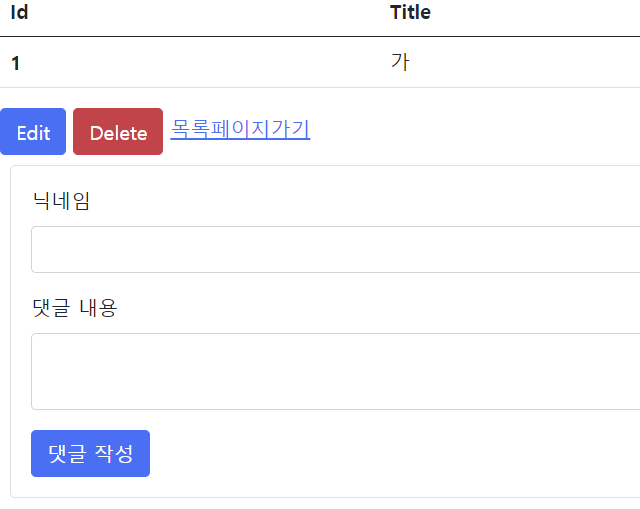 Id Title
1 가
Edit Delete 목록페이지가기
닉네임
댓글 내용
댓글 작성